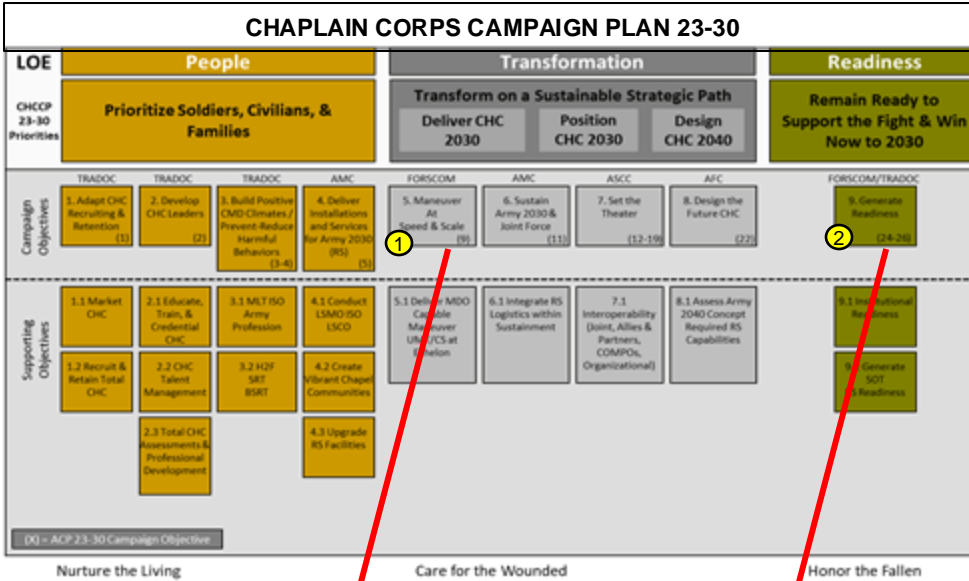 CHAPLAIN CORPS CAMPAIGN PLAN 23-30
LOE
People
Transformation
Readiness
CHCCP
23-30
Priorities
Prioritize Soldiers, Civilians, &
Families
Transform on a Sustainable Strategic Path
Deliver CHC
2030
Position
CHC 2030
Design
CHC 2040
Remain Ready to
Support the Fight & Win
Now to 2030
Campaign
Objectives
TRADOC
1. Adapt CHC
Recruiting &
Retention
(1)
TRADOC
2. Develop
CHC Leaders
(2)
TRADOC
3. Build Positive
CMD Climates /
Prevent-Reduce
Harmful
Behaviors
(3-4)
AMC
4. Deliver
Installations
and Services
for Army 2030
(RS)
(5)
FORSCOM
5. Maneuver
At
Speed & Scale
(9)
1
AMC
6. Sustain
Army 2030 &
Joint Force
(11)
ASCC
7. Set the
Theater
(12-19)
AFC
8. Design the
Future CHC
(22)
FORSCOM/TRADOC
9. Generate
Readiness
(24-26)
2
Supporting
Objectives
1.1 Market
CHC
1.2 Recruit &
Retain Total
CHC
2.1 Educate,
Train, &
Credential
CHC
2.2 CHC
Talent
Management
2.3 Total CHC
Assessments &
Professional
Development
3.1 MLT ISO
Army
Profession
3.2 H2F
SRT
BSRT
4.1 Conduct
LSMO ISO
LSCO
4.2 Create
Vibrant Chapel
Communities
4.3 Upgrade
RS Facilities
5.1 Deliver MDO
Capable
Maneuver
at
Echelon
6.1 Integrate RS
Logistics within
Sustainment
7.1
Interoperability
(Joint, Allies &
Partners,
COMPOs,
Organizational)
8.1 Assess Army
2040 Concept
Required RS
Capabilities
9.1 Institutional
Readiness
Generate
SOT
Readiness
(X) = ACP 23-30 Campaign Objective
Nurture the Living
Care for the Wounded
Honor the Fallen